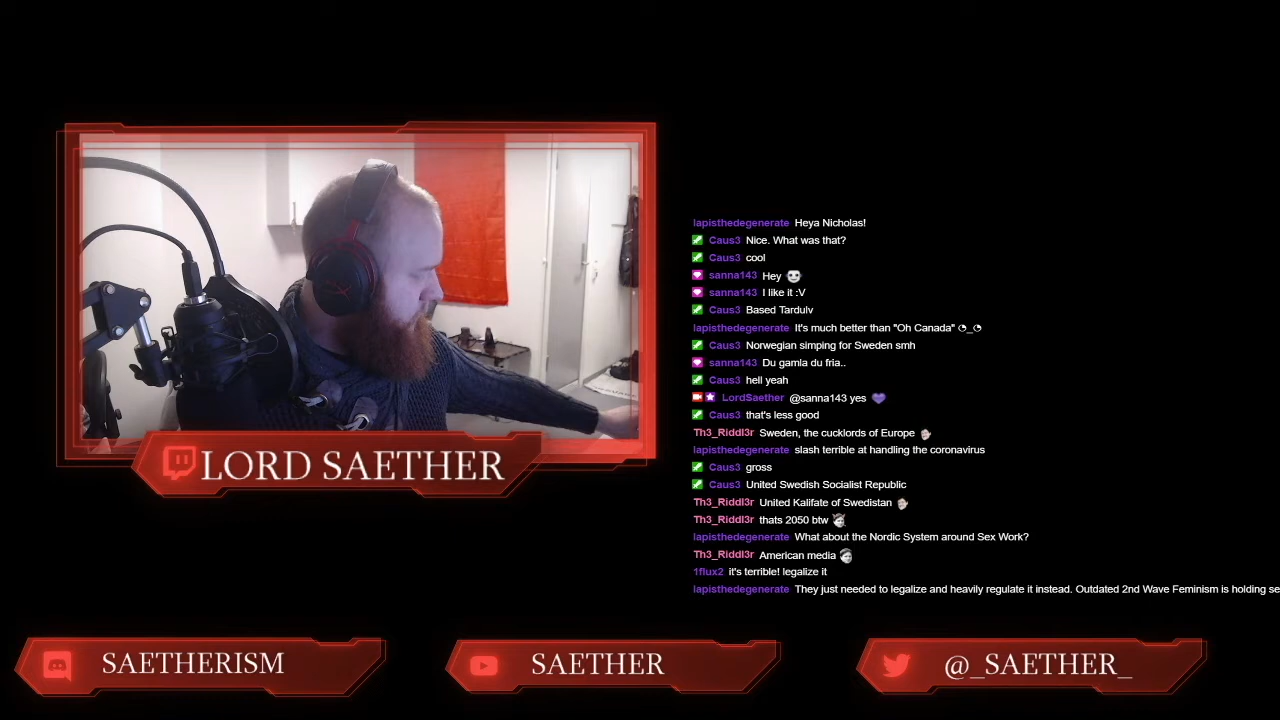 lapisthedegenerate Heya Nicholas!
Caus3 Nice. What was that?
Caus3 cool
sanna143 Hey
sanna143 I like it :V
Caus3 Based Tardulv
lapisthedegenerate It's much better than "Oh Canada" ◔_◔
Caus3 Norwegian simping for Sweden smh
sanna143 Du gamla du fria..
Caus3 hell yeah
LordSaether @sanna143 yes
Caus3 that's less good
Th3_Riddl3r Sweden, the cucklords of Europe
lapisthedegenerate slash terrible at handling the coronavirus
Caus3 gross
Caus3 United Swedish Socialist Republic
Th3_Riddl3r United Kalifate of Swedistan
Th3_Riddl3r thats 2050 btw
lapisthedegenerate What about the Nordic System around Sex Work?
Th3_Riddl3r American media
1flux2 it's terrible! legalize it
lapisthedegenerate They just needed to legalize and heavily regulate it instead. Outdated 2nd Wave Feminism is holding se
LORD SAETHER
SAETHERISM
SAETHER
@_SAETHER_